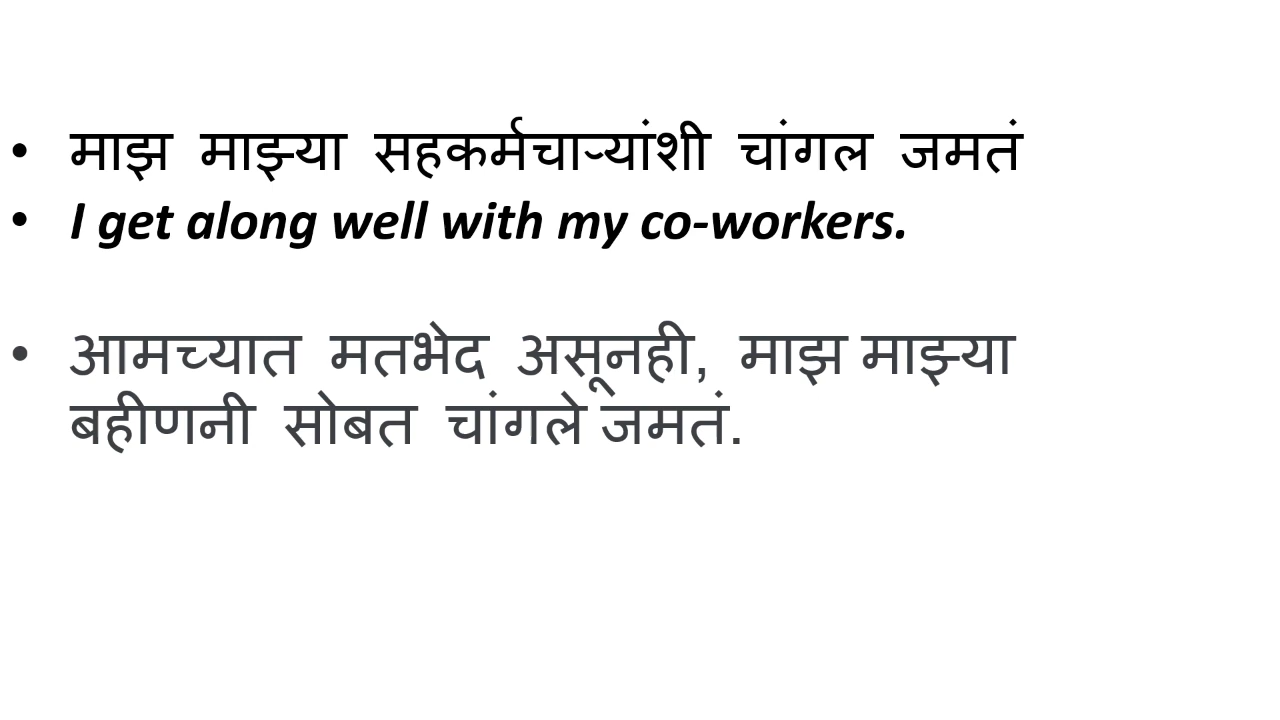 • माझ माझ्या सहकर्मचाऱ्यांशी चांगल जमतं
• I get along well with my co-workers.
• आमच्यात मतभेद असूनही, माझ माझ्या
बहीणनी सोबत चांगले जमतं.